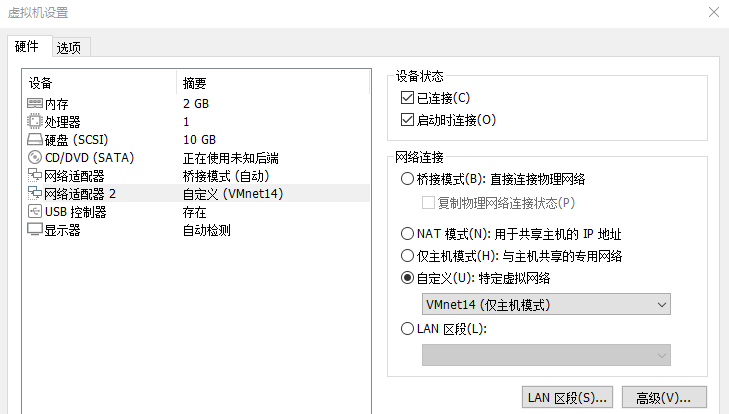 虚拟机设置
硬件 选项
设备 摘要
内存 2 GB
处理器 1
硬盘 (SCSI) 10 GB
CD/DVD (SATA) 正在使用未知后端
网络适配器 桥接模式 (自动)
网络适配器 2 自定义 (VMnet14)
USB 控制器 存在
显示器 自动检测
设备状态
已连接(C)
启动时连接(O)
网络连接
桥接模式(B): 直接连接物理网络
复制物理网络连接状态(P)
NAT 模式(N): 用于共享主机的 IP 地址
仅主机模式(H): 与主机共享的专用网络
自定义(U): 特定虚拟网络
VMnet14 (仅主机模式)
LAN 区段(L):
LAN 区段(S)... 高级(V)...